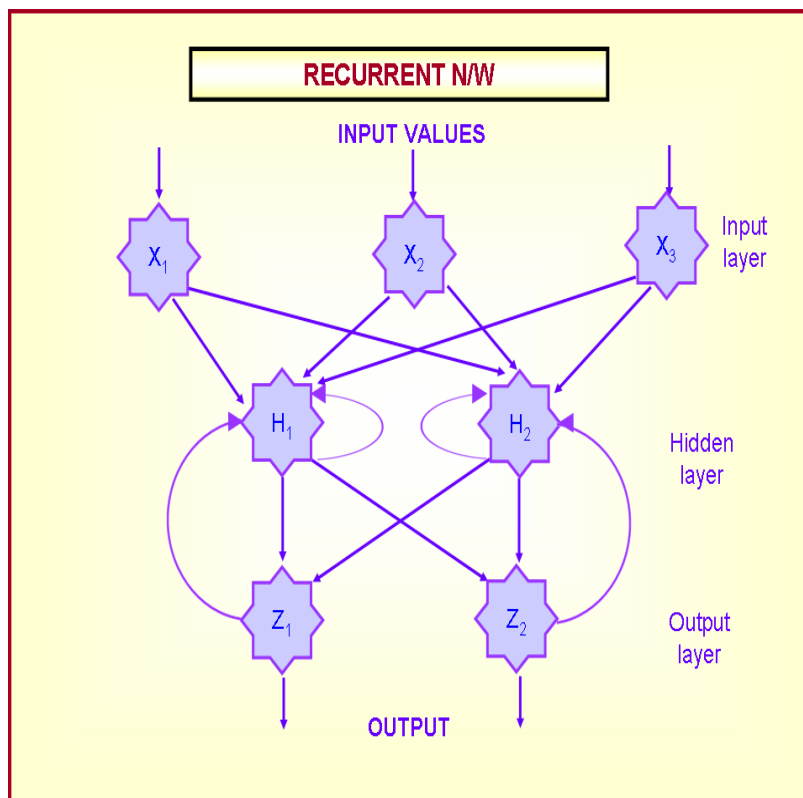 RECURRENT N/W
INPUT VALUES
X₁
X₂
X₃
Input
layer
H₁
H₂
Hidden
layer
Z₁
Z₂
Output
layer
OUTPUT